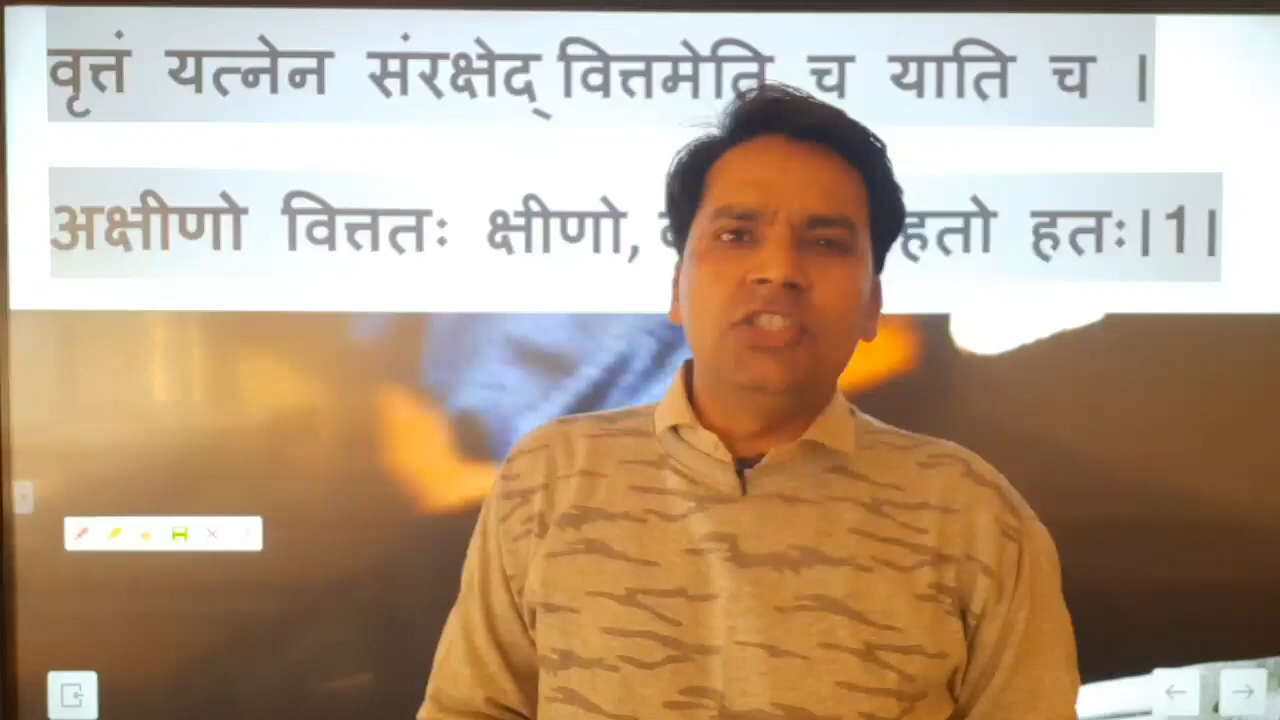 वृत्तं यत्नेन संरक्षेद् वित्तमेति च याति च ।
अक्षीणो वित्ततः क्षीणो, हतो हतः।1।